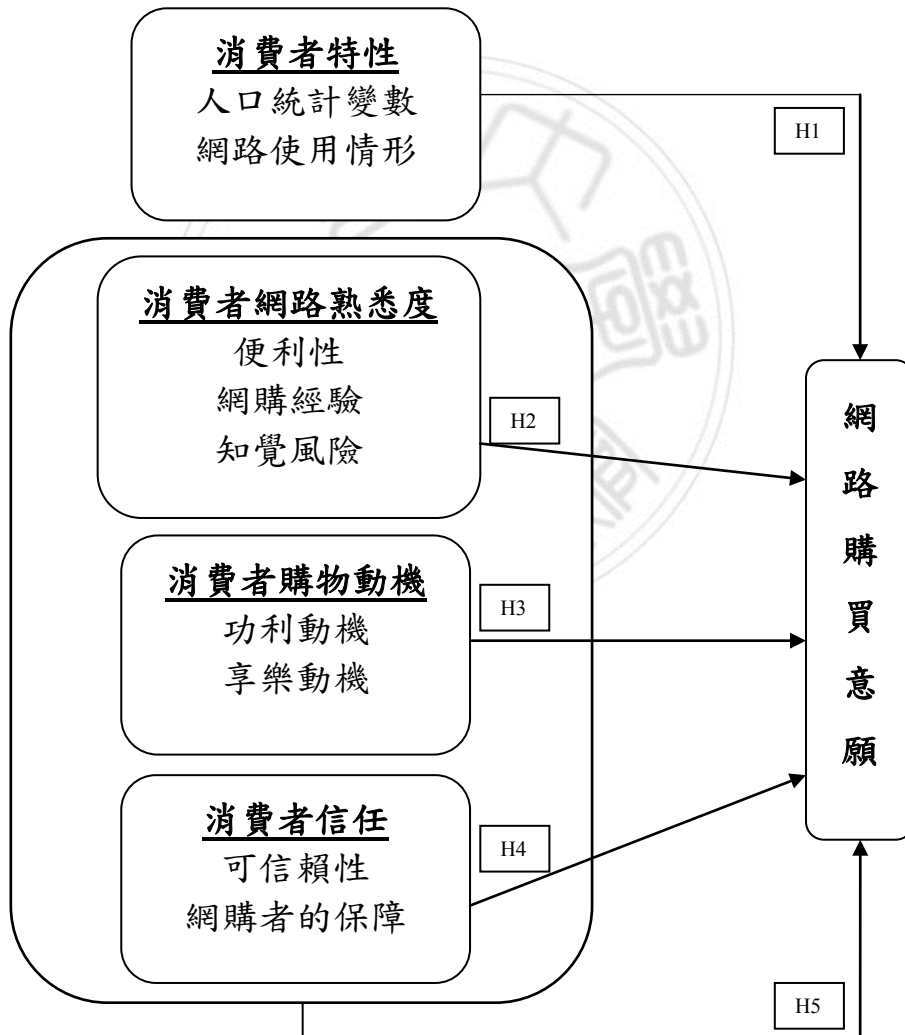 消費者特性
人口統計變數
網路使用情形
H1
消費者網路熟悉度
便利性
網購經驗
知覺風險
H2
消費者購物動機
功利動機
享樂動機
H3
消費者信任
可信賴性
網購者的保障
H4
網路購買意願
H5